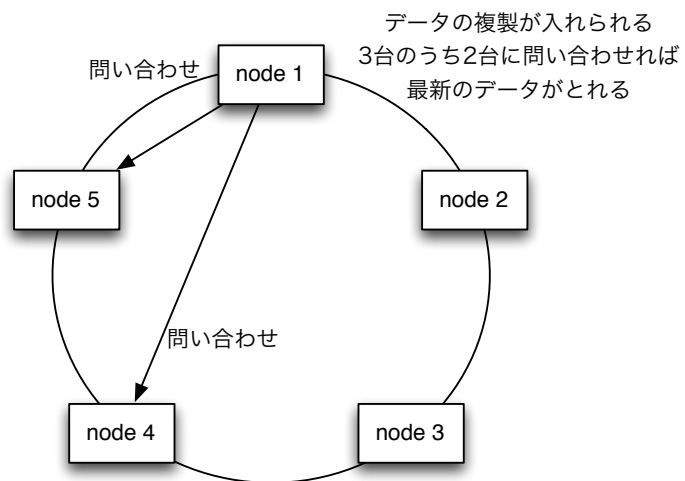 データの複製が入れられる
3台のうち2台に問い合わせれば
最新のデータがとれる
問い合わせ
node 1
node 5
node 2
問い合わせ
node 4
node 3